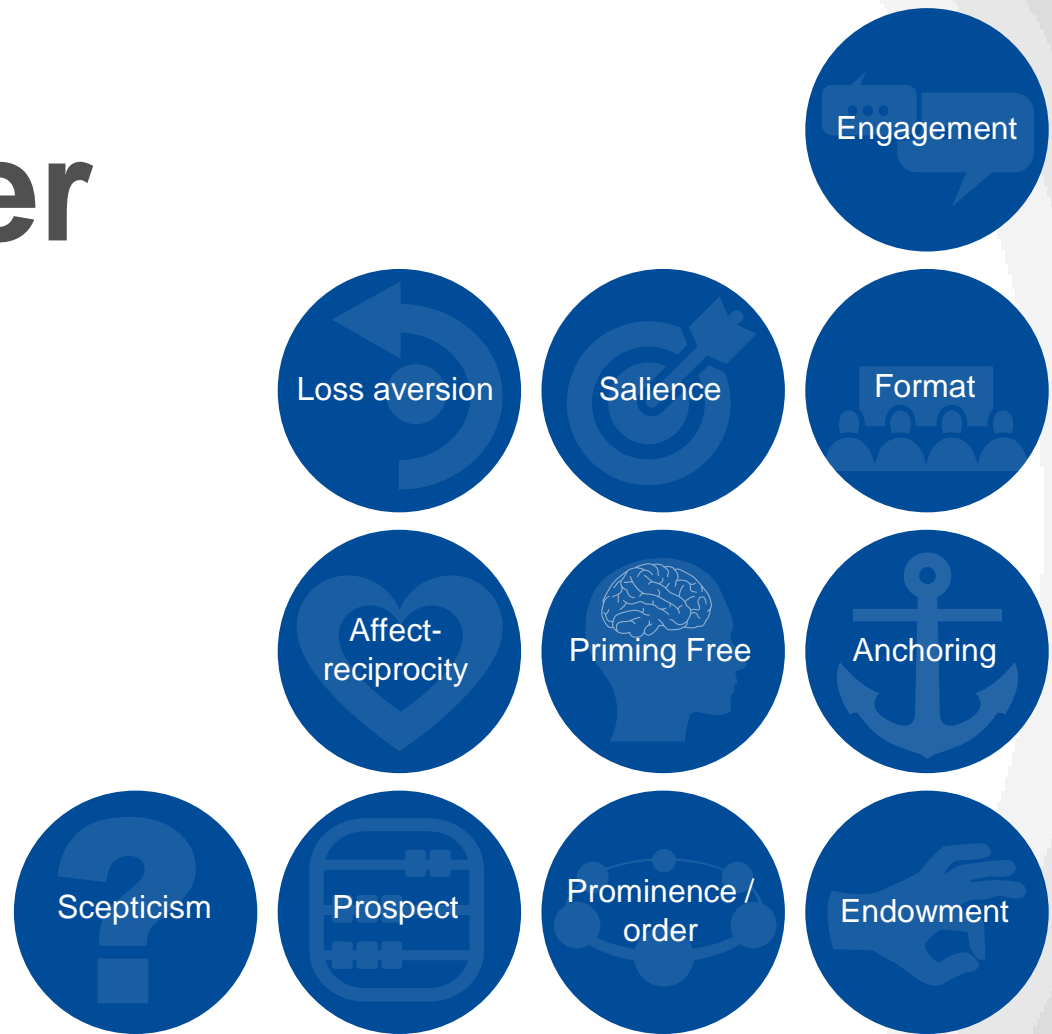 Engagement
er
Loss aversion
Salience
Format
Affect-
reciprocity
Priming Free
Anchoring
Scepticism
Prospect
Prominence /
order
Endowment